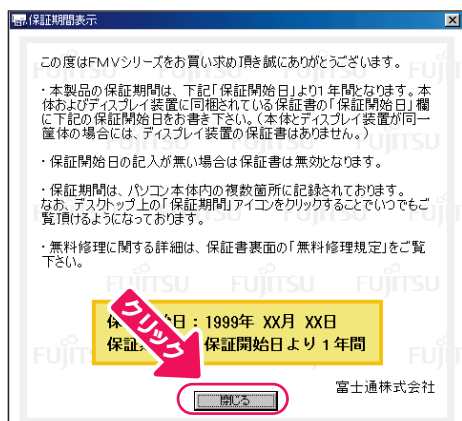 保証期間表示
この度はFMVシリーズをお買い求め頂き誠にありがとうございます。
・本製品の保証期間は、下記「保証開始日」より1年間となります。本
体およびディスプレイ装置に同梱されている保証書の「保証開始日」欄
に下記の保証開始日をお書き下さい。（本体とディスプレイ装置が同一
筐体の場合には、ディスプレイ装置の保証書はありません。）
・保証開始日の記入が無い場合は保証書は無効となります。
・保証期間は、パソコン本体内の複数箇所に記録されております。
なお、デスクトップ上の「保証期間」アイコンをクリックすることでいつでもご
覧頂けるようになっております。
・無料修理に関する詳細は、保証書裏面の「無料修理規定」をご覧
下さい。
保 始日：1999年 XX月 XX日
保証 保証開始日より1年間
クリック
閉じる
富士通株式会社
FUJITSU FUJITSU FUJITSU FUJITSU